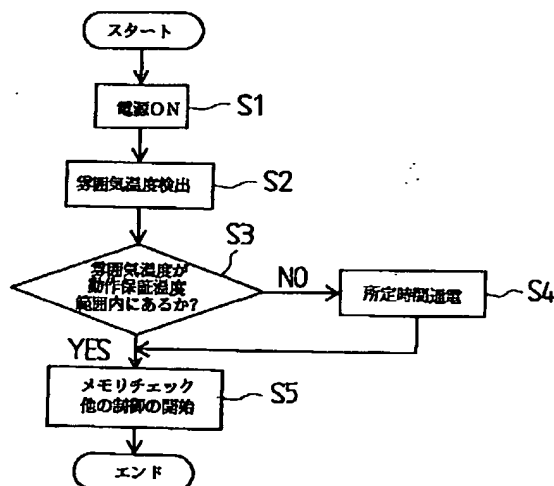 スタート
電源ON
S1
雰囲気温度検出
S2
S3
雰囲気温度が
動作保証温度
範囲内にあるか?
NO
所定時間通電
S4
YES
メモリチェック
他の制御の開始
S5
エンド